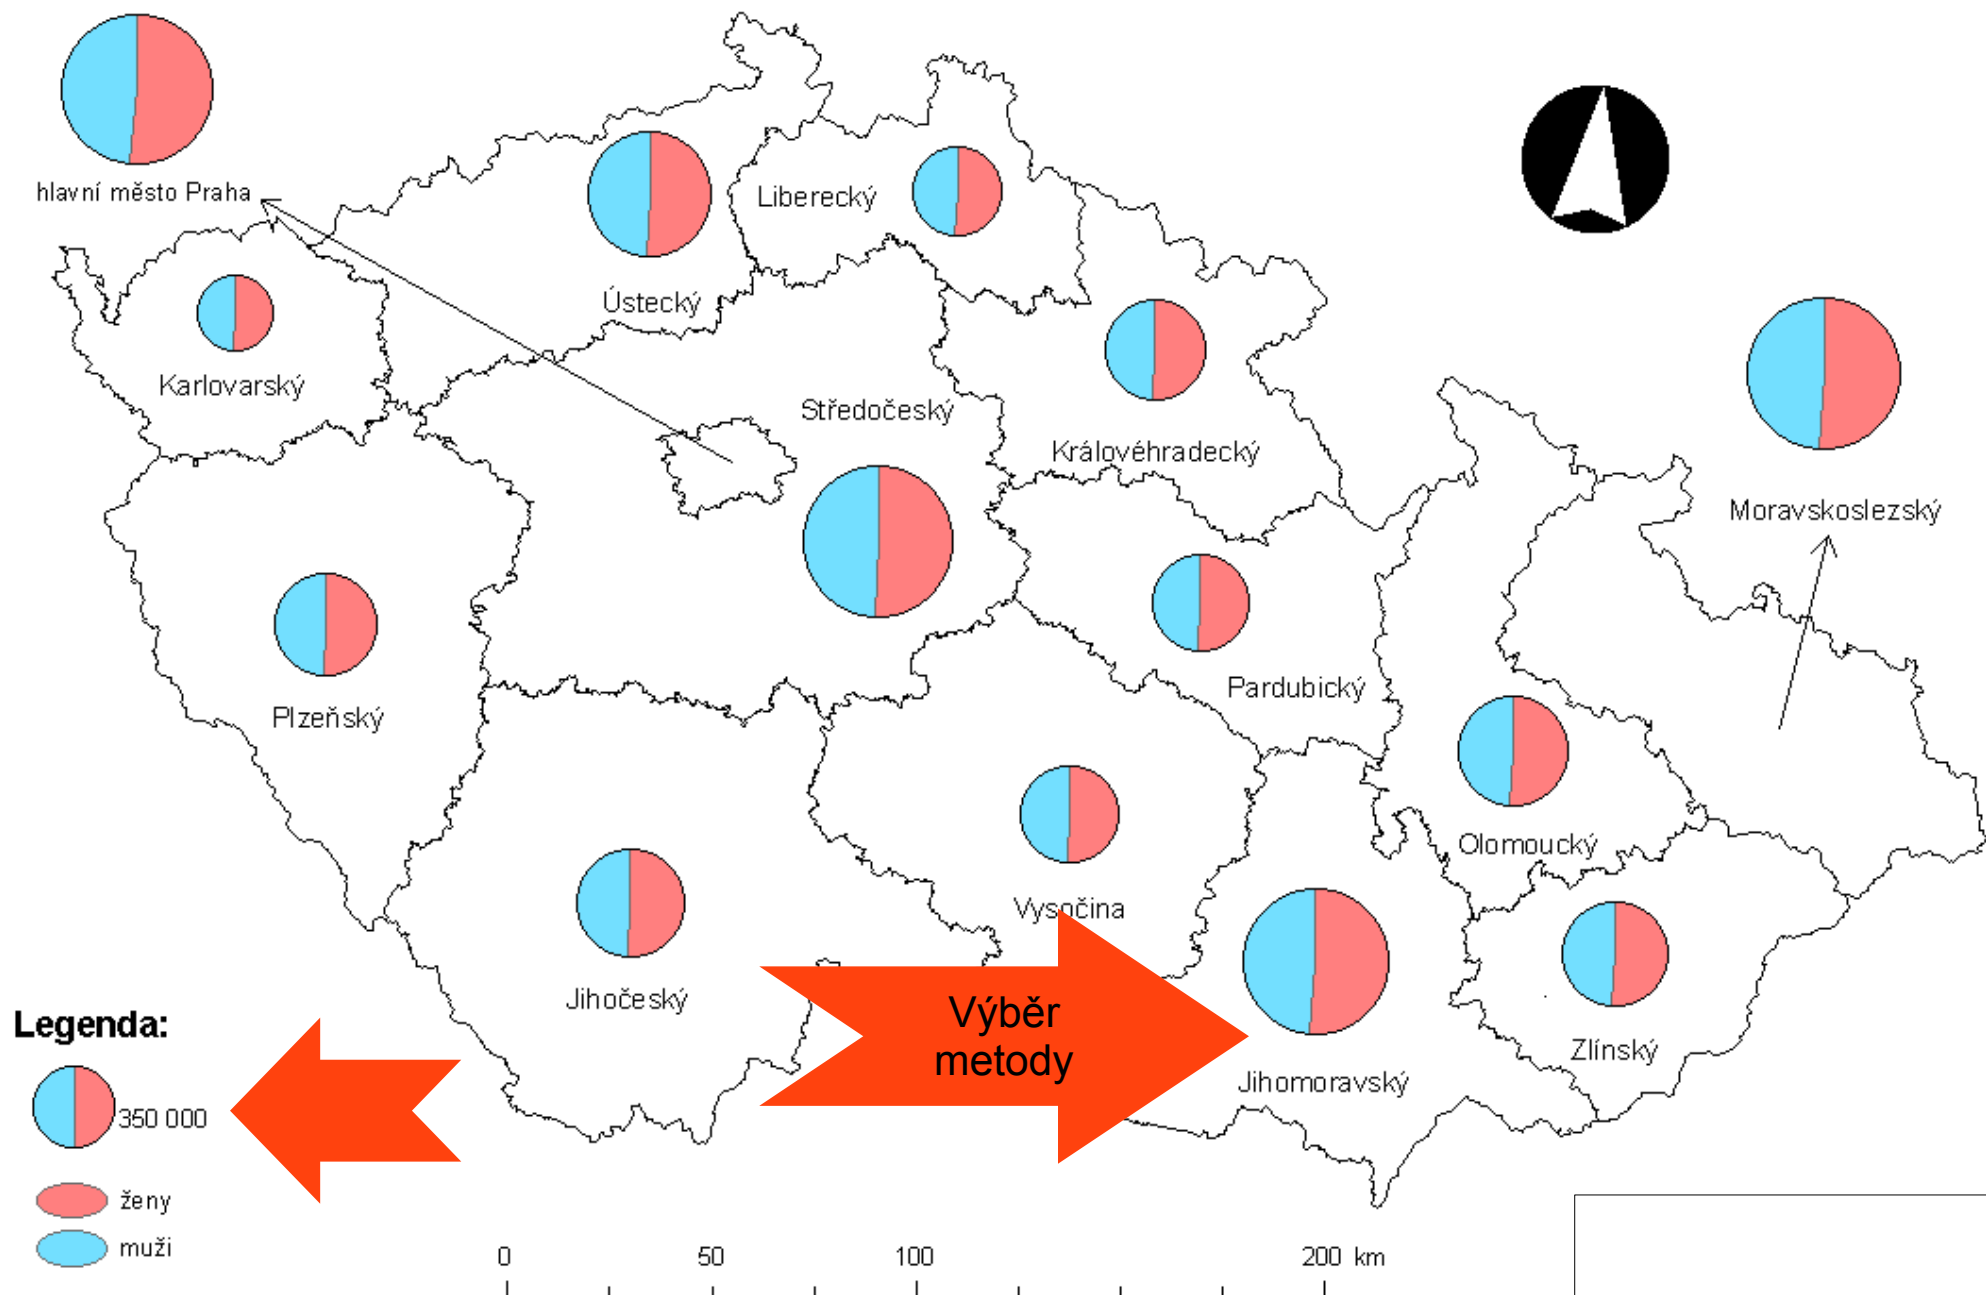 hlavní město Praha
Liberecký
Ústecký
Karlovarský
Středočeský
Královéhradecký
Moravskoslezský
Pardubický
Plzeňský
Olomoucký
Vysočina
Jihočeský
Výběr
metody
Zlínský
Jihomoravský
Legenda:
350 000
ženy
muži
0 50 100 200 km